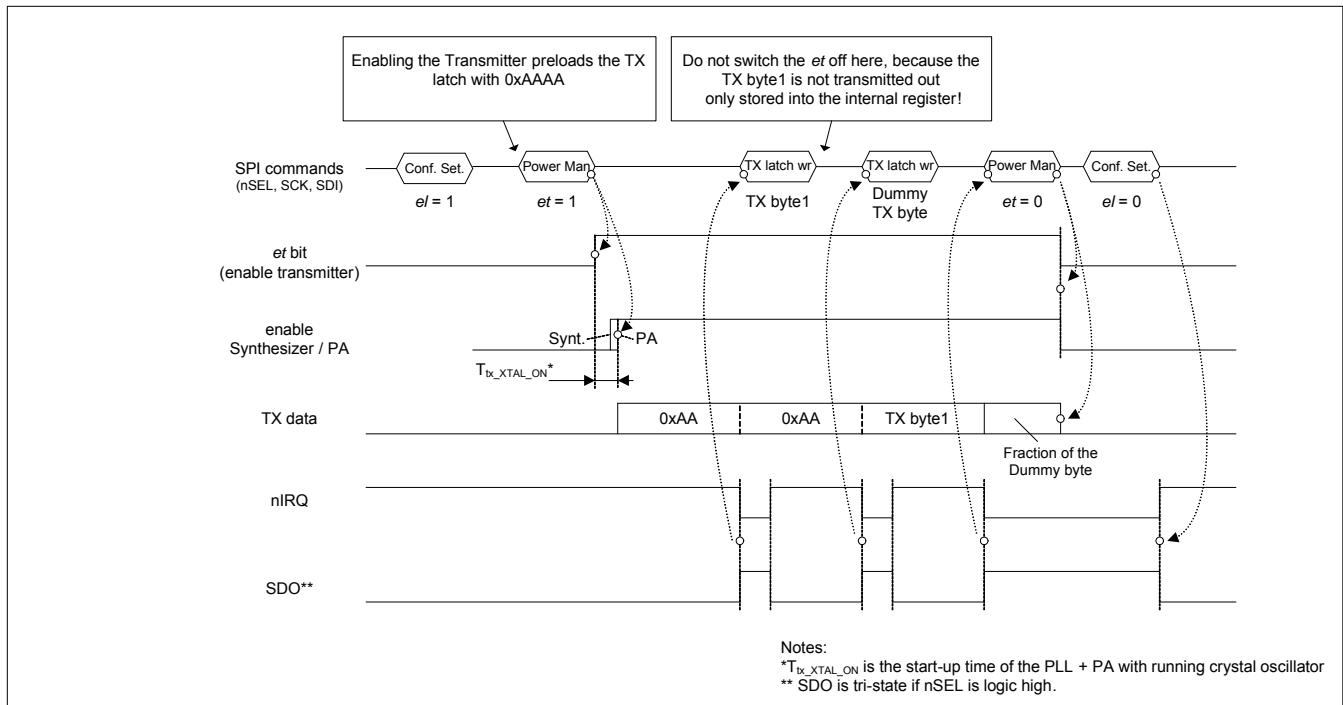 Enabling the Transmitter preloads the TX
latch with 0xAAAA
Do not switch the et off here, because the
TX byte1 is not transmitted out
only stored into the internal register!
SPI commands
(nSEL, SCK, SDI)
Conf. Set.
Power Man
TX latch wr
TX latch wr
Power Man
Conf. Set.
el = 1
et = 1
TX byte1
Dummy
TX byte
et = 0
el = 0
et bit
(enable transmitter)
enable
Synthesizer / PA
Synt.
PA
Ttx_XTAL_ON*
TX data
0xAA
0xAA
TX byte1
Fraction of the
Dummy byte
nIRQ
SDO**
Notes:
*Ttx_XTAL_ON is the start-up time of the PLL + PA with running crystal oscillator
** SDO is tri-state if nSEL is logic high.